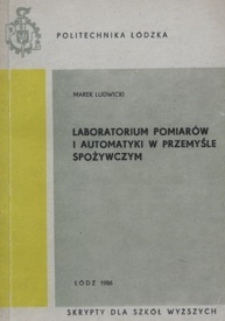 POLITECHNIKA ŁÓDZKA
MAREK LUDWICKI
LABORATORIUM POMIARÓW
I AUTOMATYKI W PRZEMYŚLE
SPOŻYWCZYM
ŁÓDŹ 1986
SKRYPTY DLA SZKÓŁ WYŻSZYCH